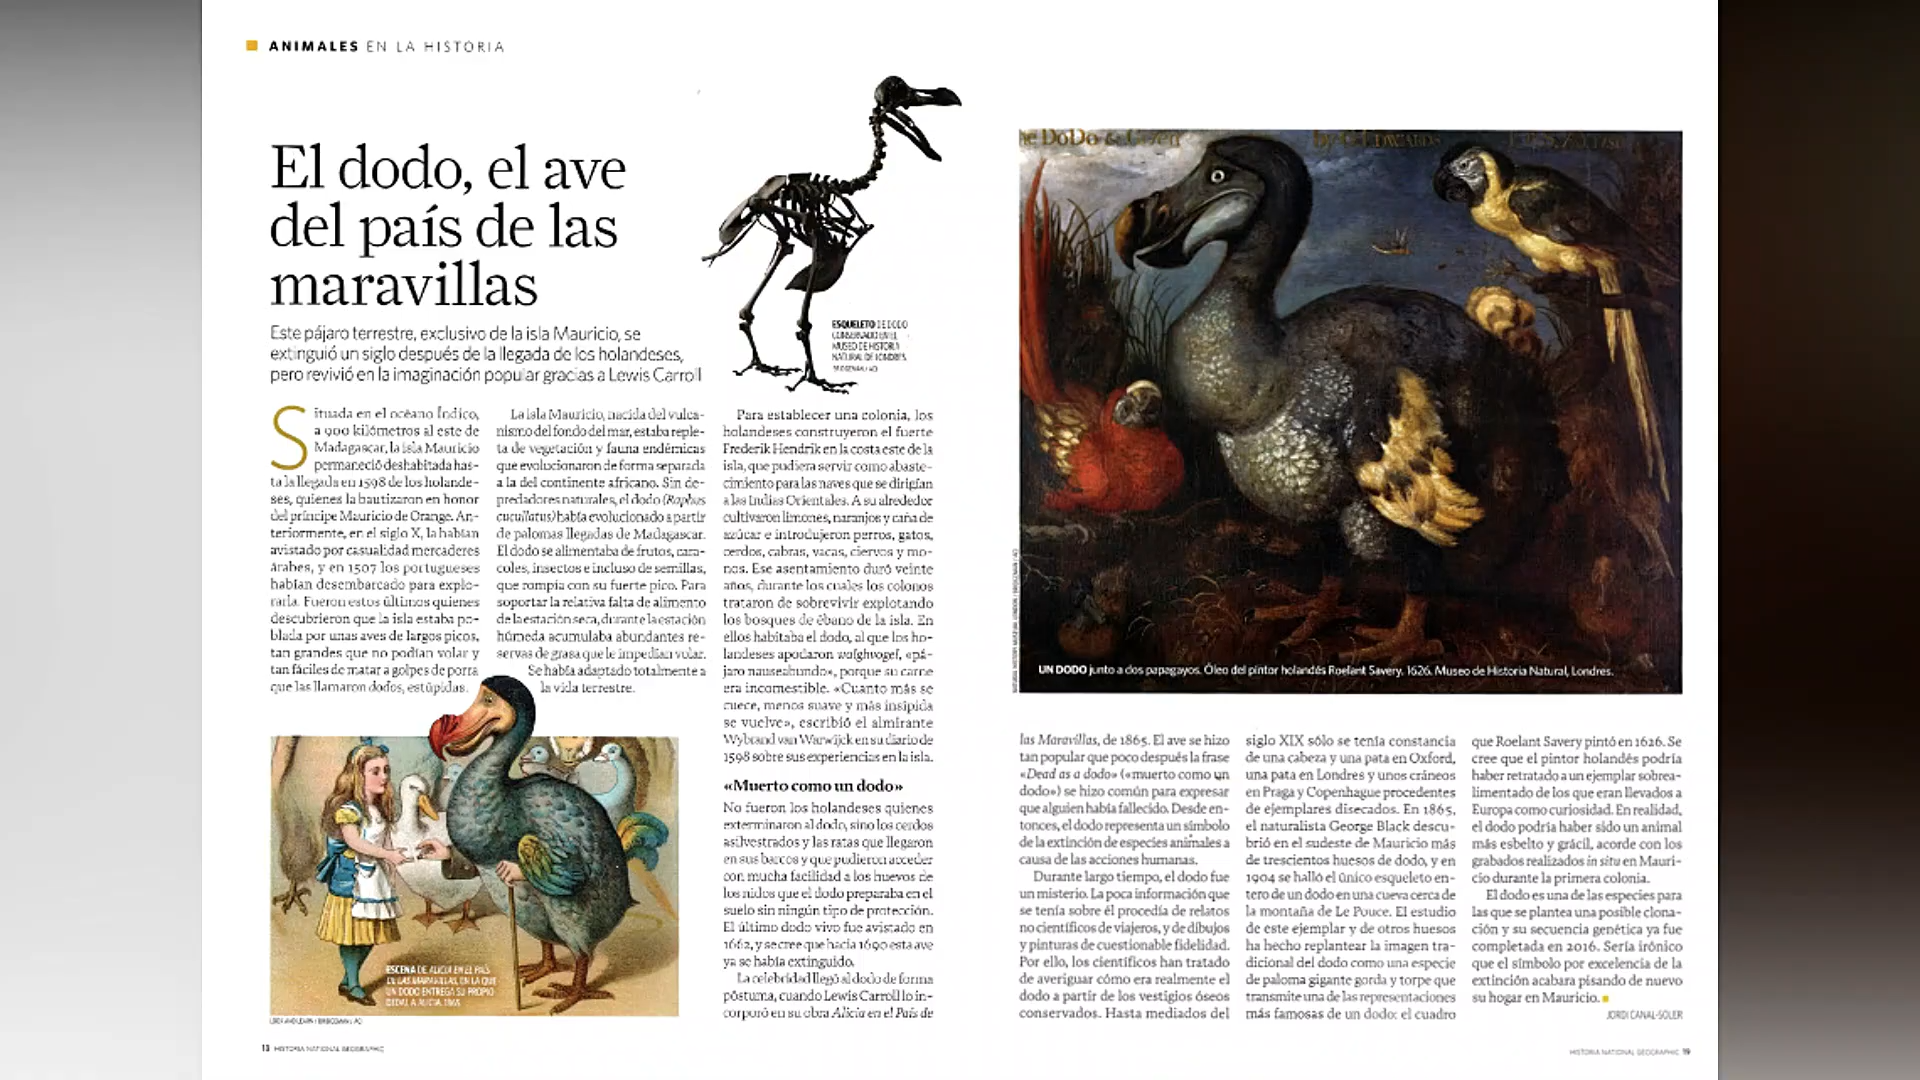 ANIMALES EN LA HISTORIA
El dodo, el ave
del país de las
maravillas
Este pájaro terrestre, exclusivo de la isla Mauricio, se
extinguió un siglo después de la llegada de los holandeses,
pero revivió en la imaginación popular gracias a Lewis Carroll
ESQUELETO DE DODO
CONSERVADO EN EL
MUSEO DE HISTORIA
NATURAL DE LONDRES.
BRIDGEMAN / ACI
Situada en el océano Índico,
a 900 kilómetros al este de
Madagascar, la isla Mauricio
permaneció deshabitada has-
ta la llegada en 1598 de los holande-
ses, quienes la bautizaron en honor
del príncipe Mauricio de Orange. An-
teriormente, en el siglo X, la habían
avistado por casualidad mercaderes
árabes, y en 1507 los portugueses
habían desembarcado para explo-
rarla. Fueron estos últimos quienes
descubrieron que la isla estaba po-
blada por unas aves de largos picos,
tan grandes que no podían volar y
tan fáciles de matar a golpes de porra
que las llamaron dodos, estúpidas.
La isla Mauricio, nacida del vulca-
nismo del fondo del mar, estaba reple-
ta de vegetación y fauna endémicas
que evolucionaron de forma separada
a la del continente africano. Sin de-
predadores naturales, el dodo (Raphus
cucullatus) había evolucionado a partir
de palomas llegadas de Madagascar.
El dodo se alimentaba de frutos, cara-
coles, insectos e incluso de semillas,
que rompía con su fuerte pico. Para
soportar la relativa falta de alimento
de la estación seca, durante la estación
húmeda acumulaba abundantes re-
servas de grasa que le impedían volar.
Se había adaptado totalmente a
la vida terrestre.
ESCENA DE ALICIA EN EL PAÍS
DE LAS MARAVILLAS, EN LA QUE
UN DODO ENTREGA SU PROPIO
DEDAL A ALICIA.
Para establecer una colonia, los
holandeses construyeron el fuerte
Frederik Hendrik en la costa este de la
isla, que pudiera servir como abaste-
cimiento para las naves que se dirigían
a las Indias Orientales. A su alrededor
cultivaron limones, naranjos y caña de
azúcar e introdujeron perros, gatos,
cerdos, cabras, vacas, ciervos y mo-
nos. Ese asentamiento duró veinte
años, durante los cuales los colonos
trataron de sobrevivir explotando
los bosques de ébano de la isla. En
ellos habitaba el dodo, al que los ho-
landeses apodaron walghvogel, «pá-
jaro nauseabundo», porque su carne
era incomestible. «Cuanto más se
cuece, menos suave y más insípida
se vuelve», escribió el almirante
Wybrand van Warwijck en su diario de
1598 sobre sus experiencias en la isla.
«Muerto como un dodo»
No fueron los holandeses quienes
exterminaron al dodo, sino los cerdos
asilvestrados y las ratas que llegaron
en sus barcos y que pudieron acceder
con mucha facilidad a los huevos de
los nidos que el dodo preparaba en el
suelo sin ningún tipo de protección.
El último dodo vivo fue avistado en
1662, y se cree que hacia 1690 esta ave
ya se había extinguido.
La celebridad llegó al dodo de forma
póstuma, cuando Lewis Carroll lo in-
corporó en su obra Alicia en el País de
18 HISTORIA NATIONAL GEOGRAPHIC
UN DODO junto a dos papagayos. Óleo del pintor holandés Roelant Savery. 1626. Museo de Historia Natural, Londres.
las Maravillas, de 1865. El ave se hizo
tan popular que poco después la frase
«Dead as a dodo» («muerto como un
dodo») se hizo común para expresar
que alguien había fallecido. Desde en-
tonces, el dodo representa un símbolo
de la extinción de especies animales a
causa de las acciones humanas.
Durante largo tiempo, el dodo fue
un misterio. La poca información que
se tenía sobre él procedía de relatos
no científicos de viajeros, y de dibujos
y pinturas de cuestionable fidelidad.
Por ello, los científicos han tratado
de averiguar cómo era realmente el
dodo a partir de los vestigios óseos
conservados. Hasta mediados del
siglo XIX sólo se tenía constancia
de una cabeza y una pata en Oxford,
una pata en Londres y unos cráneos
en Praga y Copenhague procedentes
de ejemplares disecados. En 1865,
el naturalista George Black descu-
brió en el sudeste de Mauricio más
de trescientos huesos de dodo, y en
1904 se halló el único esqueleto en-
tero de un dodo en una cueva cerca de
la montaña de Le Pouce. El estudio
de este ejemplar y de otros huesos
ha hecho replantear la imagen tra-
dicional del dodo como una especie
de paloma gigante gorda y torpe que
transmite una de las representaciones
más famosas de un dodo: el cuadro
que Roelant Savery pintó en 1626. Se
cree que el pintor holandés podría
haber retratado a un ejemplar sobrea-
limentado de los que eran llevados a
Europa como curiosidad. En realidad,
el dodo podría haber sido un animal
más esbelto y grácil, acorde con los
grabados realizados in situ en Mauri-
cio durante la primera colonia.
El dodo es una de las especies para
las que se plantea una posible clona-
ción y su secuencia genética ya fue
completada en 2016. Sería irónico
que el símbolo por excelencia de la
extinción acabara pisando de nuevo
su hogar en Mauricio.
JORDI CANAL-SOLER
HISTORIA NATIONAL GEOGRAPHIC 19